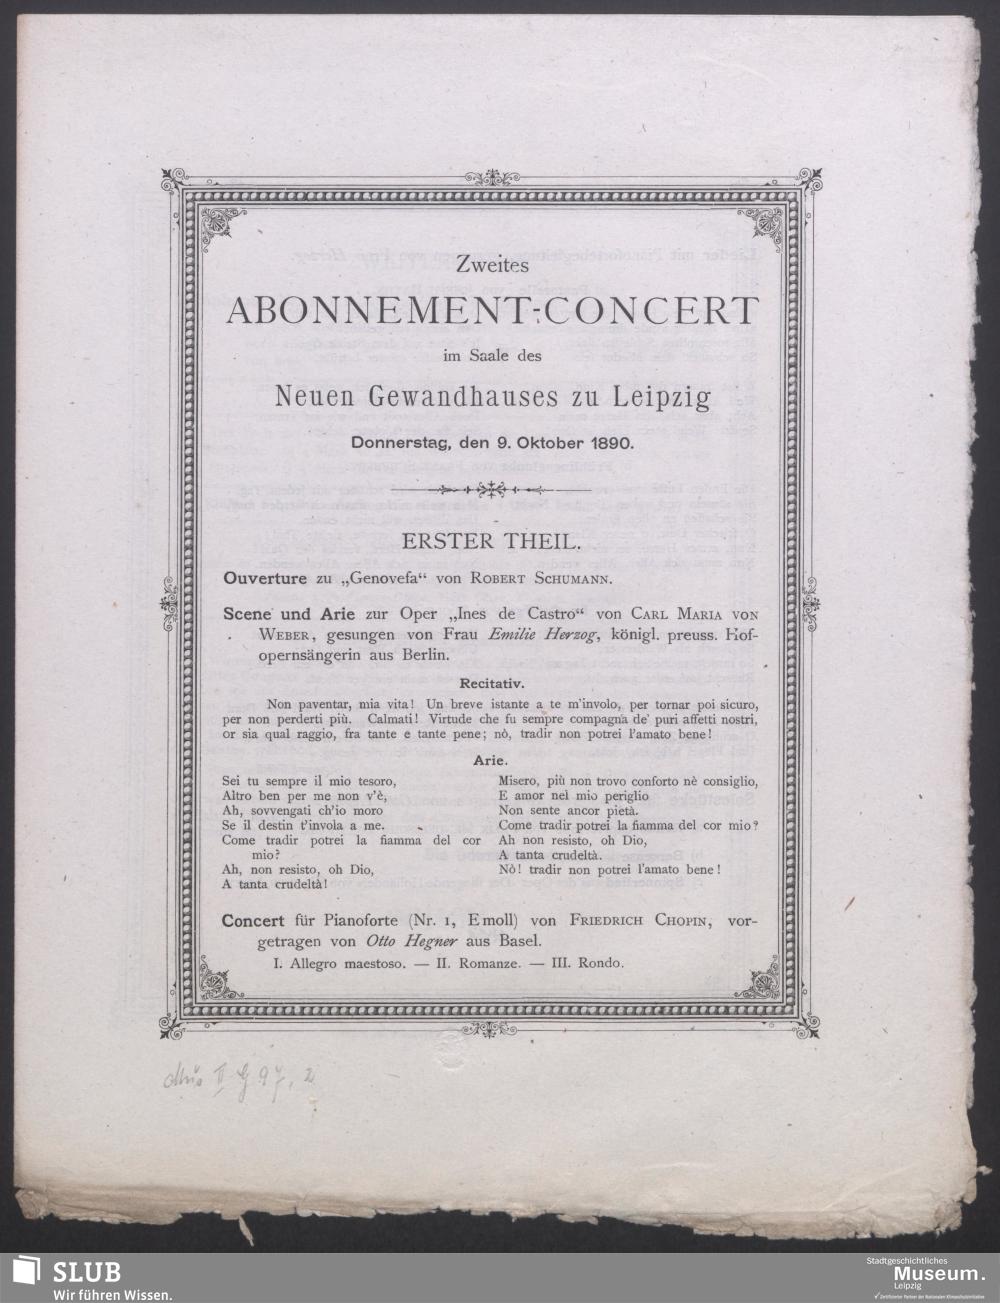 Zweites
ABONNEMENT-CONCERT
im Saale des
Neuen Gewandhauses zu Leipzig
Donnerstag, den 9. Oktober 1890.
ERSTER THEIL.
Ouverture zu „Genovefa“ von ROBERT SCHUMANN.
Scene und Arie zur Oper „Ines de Castro“ von CARL MARIA VON
WEBER, gesungen von Frau Emilie Herzog, königl. preuss. Hof-
opernsängerin aus Berlin.
Recitativ.
Non paventar, mia vita! Un breve istante a te m'involo, per tornar poi sicuro,
per non perderti più. Calmati! Virtude che fu sempre compagna de' puri affetti nostri,
or sia qual raggio, fra tante e tante pene; nò, tradir non potrei l'amato bene!
Arie.
Sei tu sempre il mio tesoro,
Altro ben per me non v'è,
Ah, sovvengati ch'io moro
Se il destin t'invola a me.
Come tradir potrei la fiamma del cor
mio?
Ah, non resisto, oh Dio,
A tanta crudeltà!
Misero, più non trovo conforto nè consiglio,
E amor nel mio periglio
Non sente ancor pietà.
Come tradir potrei la fiamma del cor mio?
Ah non resisto, oh Dio,
A tanta crudeltà.
Nò! tradir non potrei l'amato bene!
Concert für Pianoforte (Nr. 1, Emoll) von FRIEDRICH CHOPIN, vor-
getragen von Otto Hegner aus Basel.
I. Allegro maestoso. — II. Romanze. — III. Rondo.
Mus II G 97, 2
SLUB
Wir führen Wissen.
Stadtgeschichtliches
Museum.
Leipzig
Zertifizierter Partner der Nationalen Klimaschutzinitiative